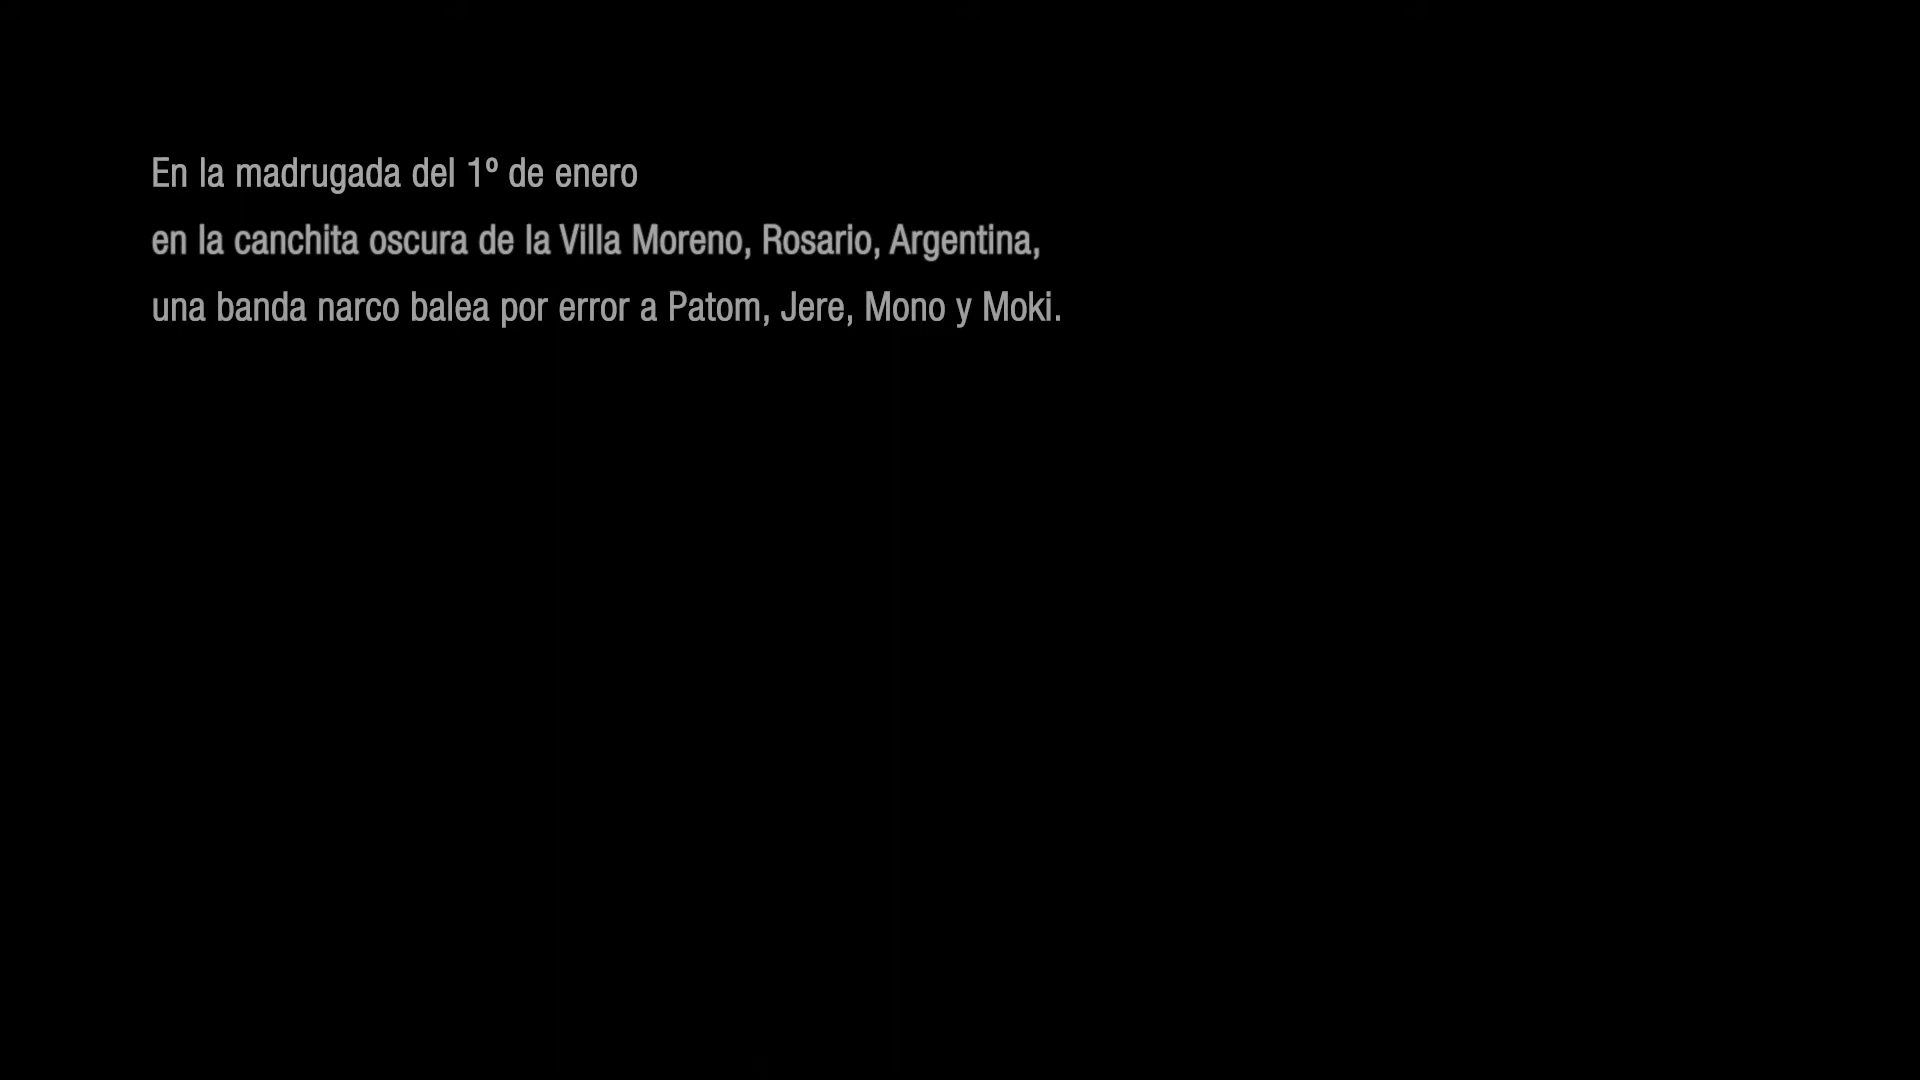 En la madrugada del 1º de enero
en la canchita oscura de la Villa Moreno, Rosario, Argentina,
una banda narco balea por error a Patom, Jere, Mono y Moki.